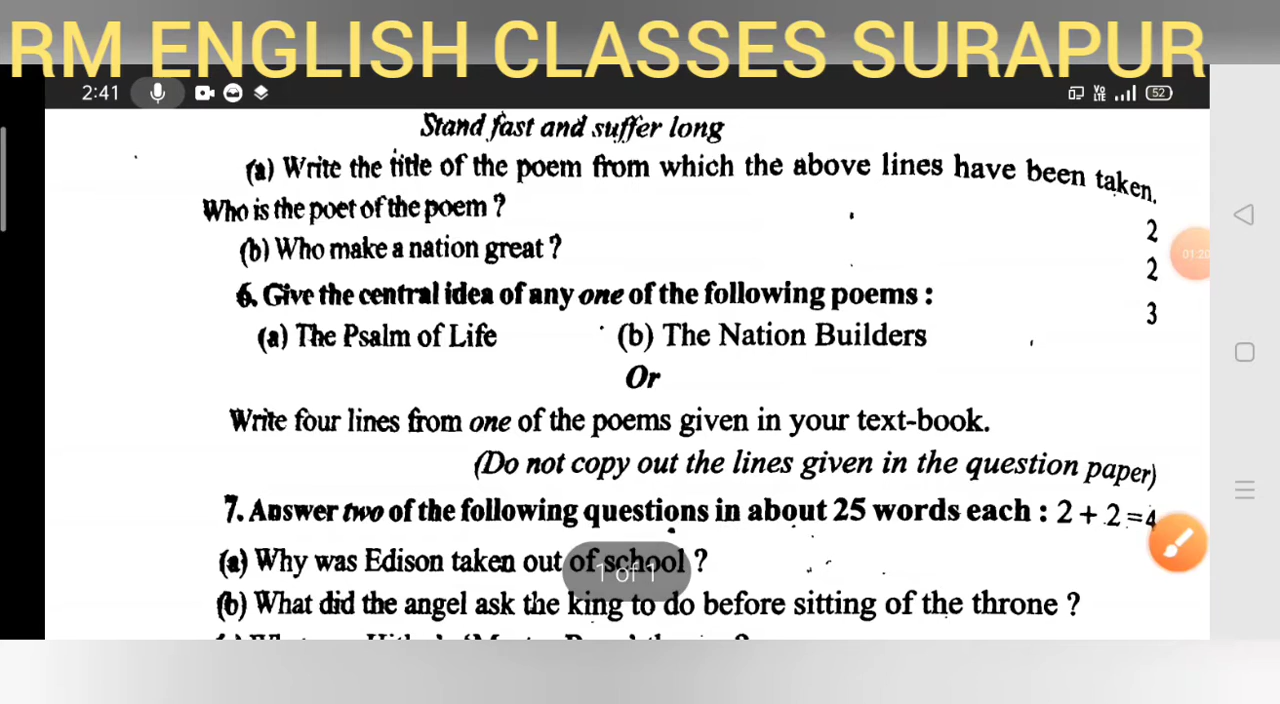 RM ENGLISH CLASSES SURAPUR
2:41 Vo LTE 52
Stand fast and suffer long
(a) Write the title of the poem from which the above lines have been taken.
Who is the poet of the poem ? 2
(b) Who make a nation great ? 2
01:20
6. Give the central idea of any one of the following poems : 3
(a) The Psalm of Life (b) The Nation Builders
Or
Write four lines from one of the poems given in your text-book.
(Do not copy out the lines given in the question paper)
7. Answer two of the following questions in about 25 words each : 2 + 2 = 4
(a) Why was Edison taken out of school ?
1 of 1
(b) What did the angel ask the king to do before sitting of the throne ?